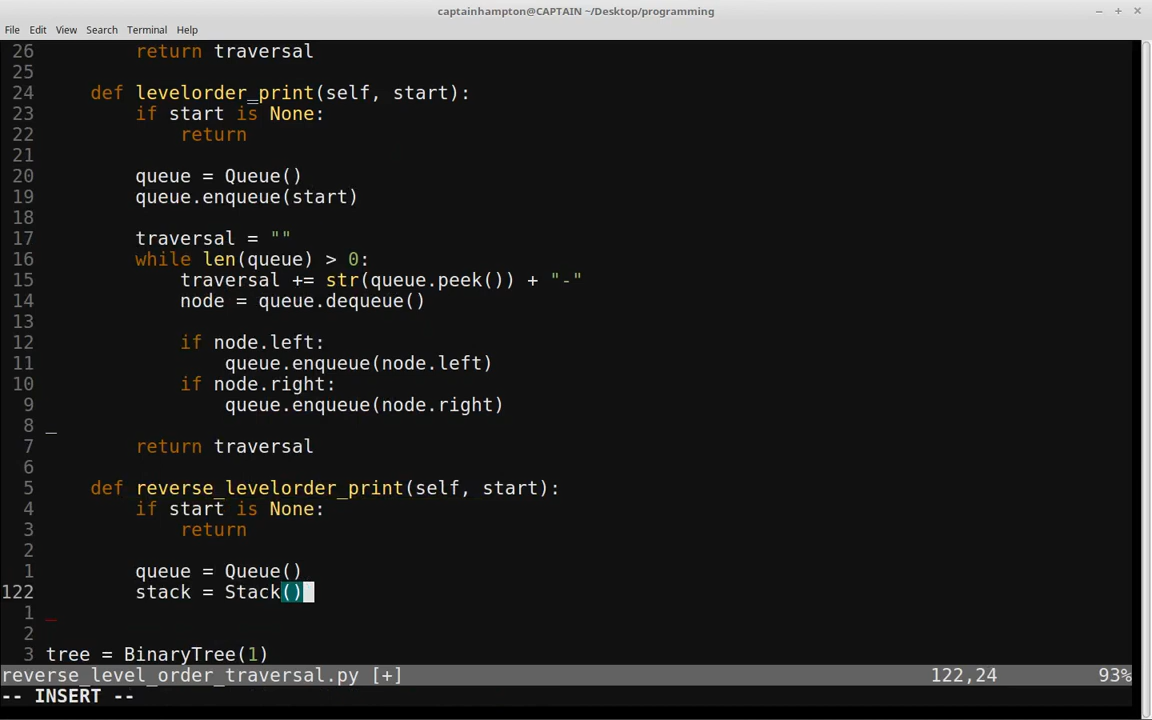 captainhampton@CAPTAIN ~/Desktop/programming
File Edit View Search Terminal Help
26         return traversal
25
24     def levelorder_print(self, start):
23         if start is None:
22             return
21
20         queue = Queue()
19         queue.enqueue(start)
18
17         traversal = ""
16         while len(queue) > 0:
15             traversal += str(queue.peek()) + "-"
14             node = queue.dequeue()
13
12             if node.left:
11                 queue.enqueue(node.left)
10             if node.right:
9                 queue.enqueue(node.right)
8 _
7         return traversal
6
5     def reverse_levelorder_print(self, start):
4         if start is None:
3             return
2
1         queue = Queue()
122         stack = Stack()
1 _
2
3 tree = BinaryTree(1)
reverse_level_order_traversal.py [+] 122,24 93%
-- INSERT --